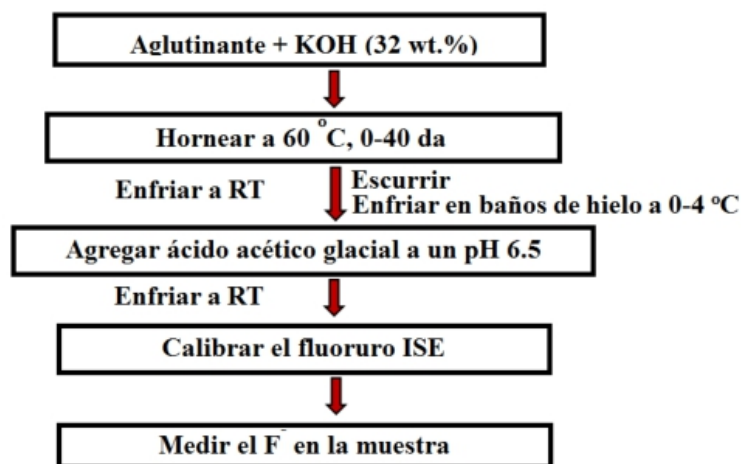 Aglutinante + KOH (32 wt.%)
Hornear a 60 °C, 0-40 da
Enfriar a RT
Escurrir
Enfriar en baños de hielo a 0-4 ºC
Agregar ácido acético glacial a un pH 6.5
Enfriar a RT
Calibrar el fluoruro ISE
Medir el F⁻ en la muestra